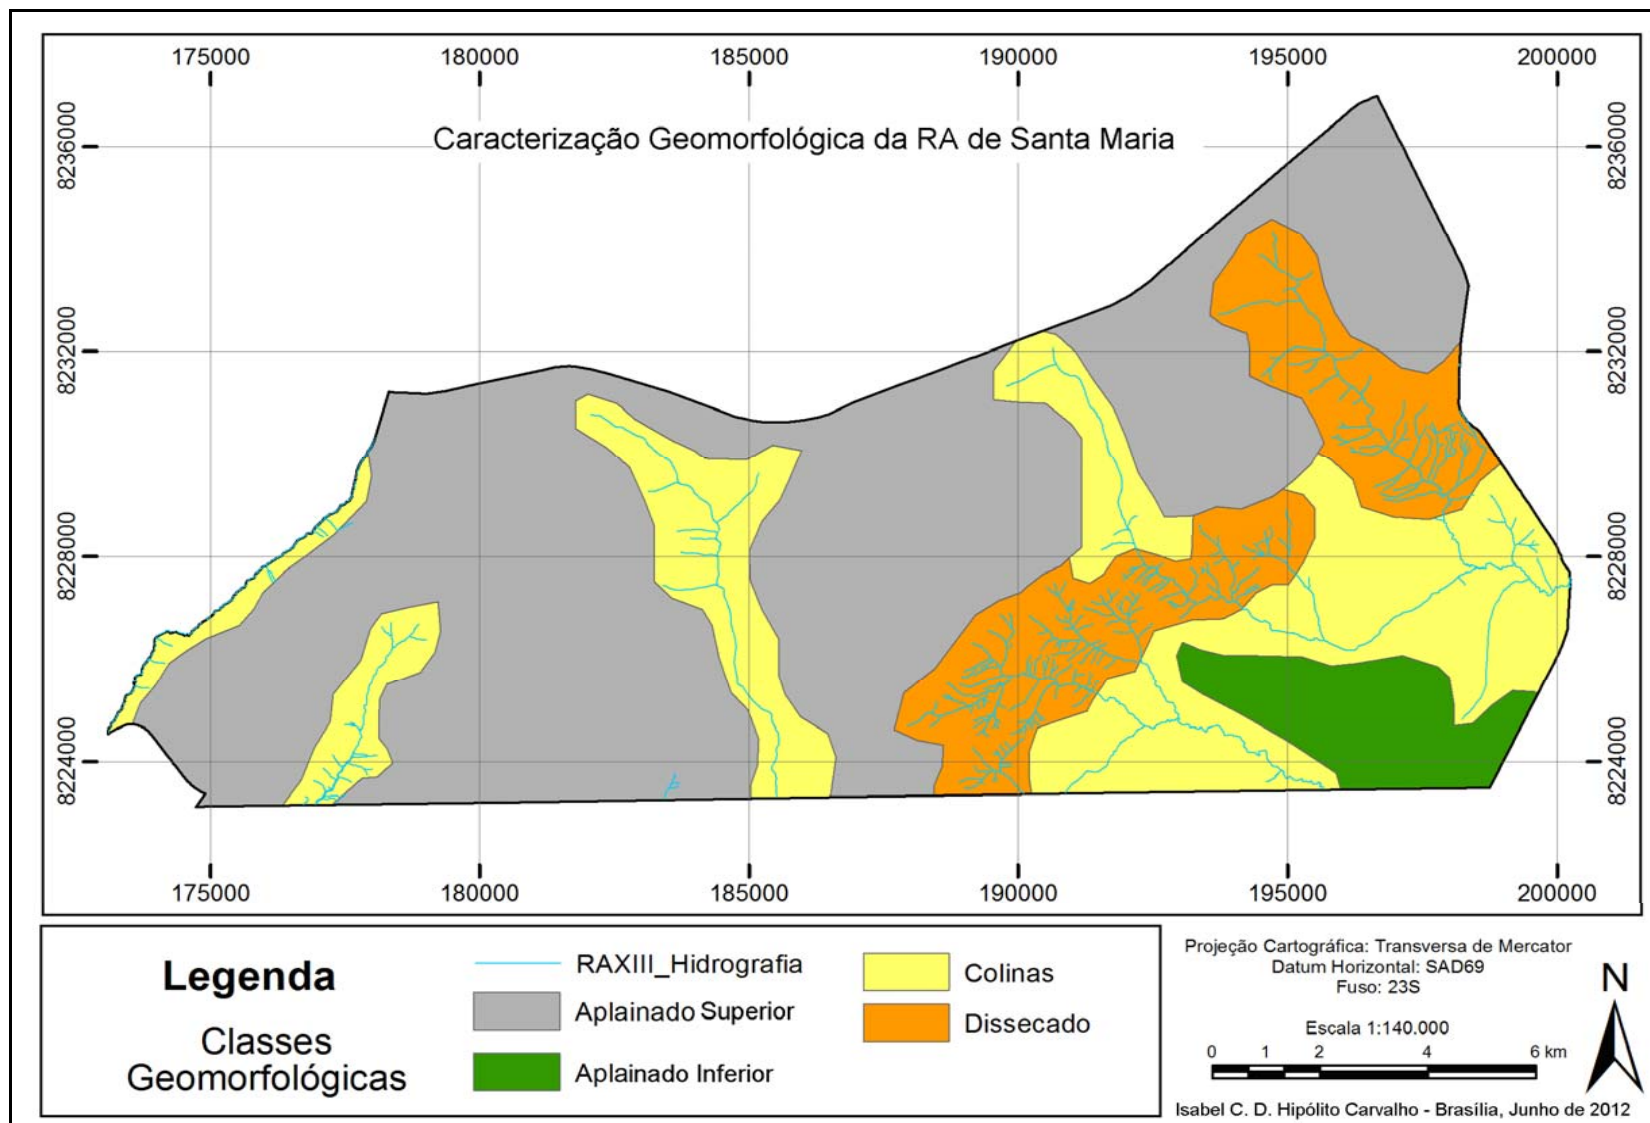 175000 180000 185000 190000 195000 200000
Caracterização Geomorfológica da RA de Santa Maria
8236000 8236000
8232000 8232000
8228000 8228000
8224000 8224000
175000 180000 185000 190000 195000 200000
Legenda
Classes
Geomorfológicas
RAXIII_Hidrografia
Aplainado Superior
Aplainado Inferior
Colinas
Dissecado
Projeção Cartográfica: Transversa de Mercator
Datum Horizontal: SAD69
Fuso: 23S
Escala 1:140.000
0 1 2 4 6 km
N
Isabel C. D. Hipólito Carvalho - Brasília, Junho de 2012